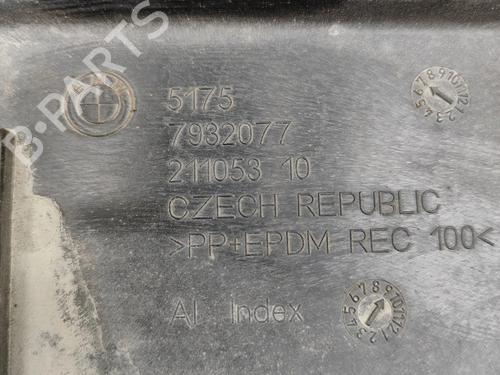 B-PARTS
5175
7932077
211053 10
CZECH REPUBLIC
>PP+EPDM REC 100<
AI Index